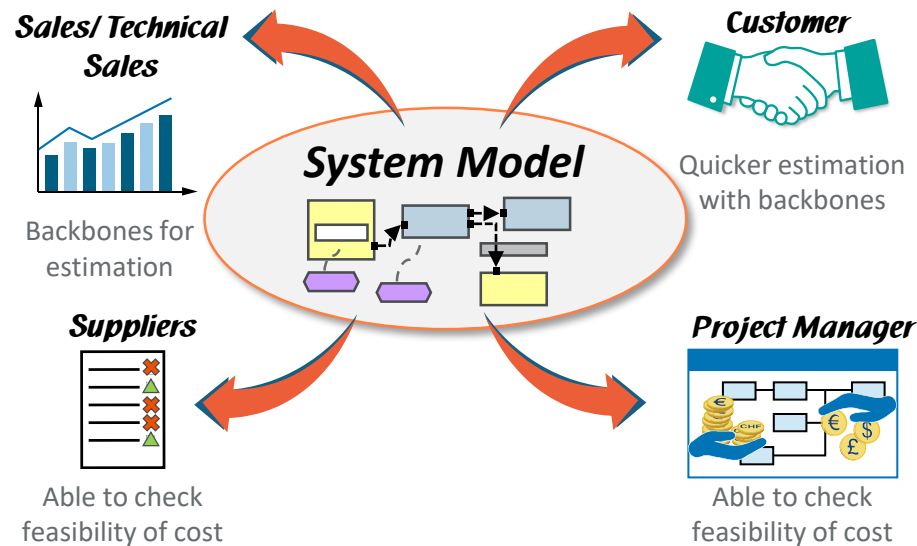 Sales/ Technical
Sales
Customer
System Model
Quicker estimation
with backbones
Backbones for
estimation
Suppliers
Project Manager
€
CHF
€
$
£
Able to check
feasibility of cost
Able to check
feasibility of cost